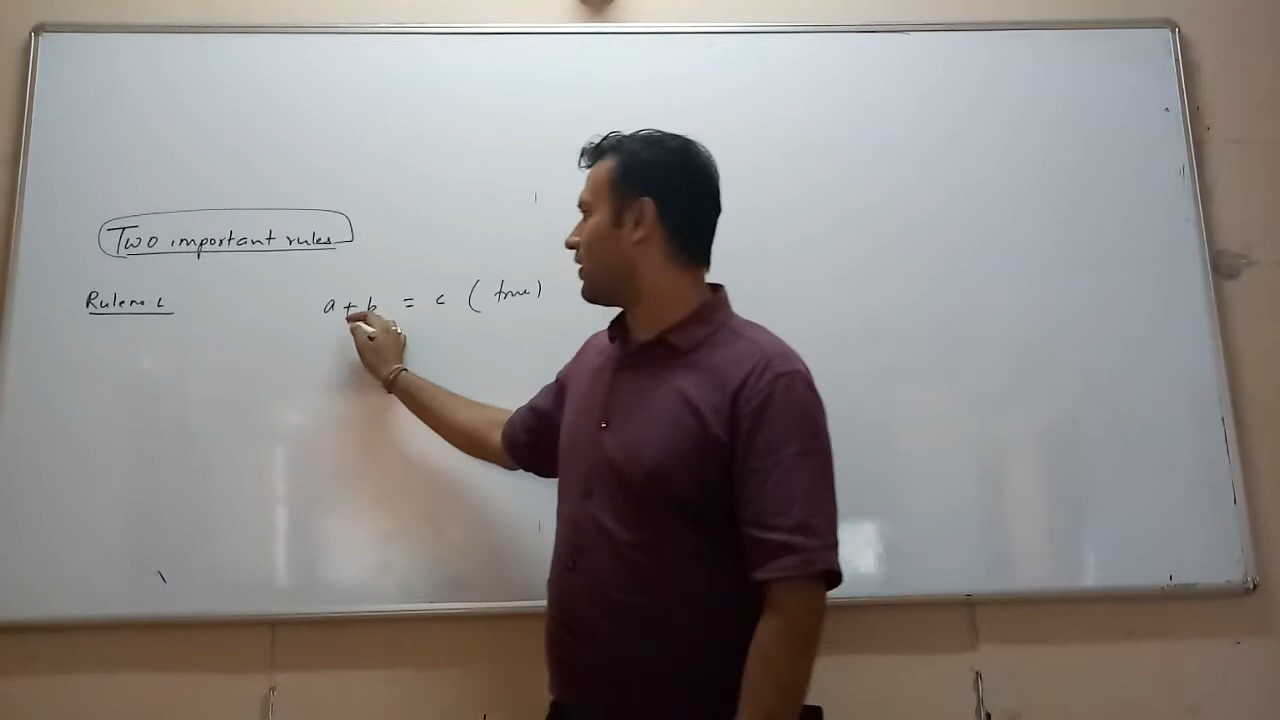 Two important rules
Rule no. 1
a + b = c ( true )